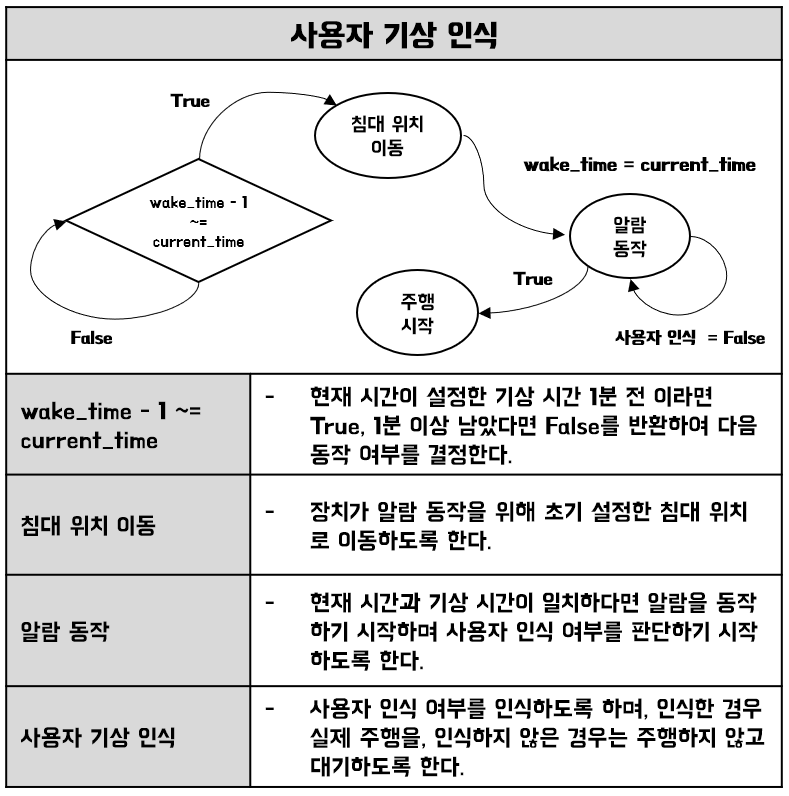 사용자 기상 인식
True
침대 위치
이동
wake_time = current_time
wake_time - 1
~=
current_time
알람
동작
True
주행
시작
False
사용자 인식 = False
wake_time - 1 ~=
current_time
- 현재 시간이 설정한 기상 시간 1분 전 이라면
True, 1분 이상 남았다면 False를 반환하여 다음
동작 여부를 결정한다.
침대 위치 이동
- 장치가 알람 동작을 위해 초기 설정한 침대 위치
로 이동하도록 한다.
알람 동작
- 현재 시간과 기상 시간이 일치하다면 알람을 동작
하기 시작하며 사용자 인식 여부를 판단하기 시작
하도록 한다.
사용자 기상 인식
- 사용자 인식 여부를 인식하도록 하며, 인식한 경우
실제 주행을, 인식하지 않은 경우는 주행하지 않고
대기하도록 한다.